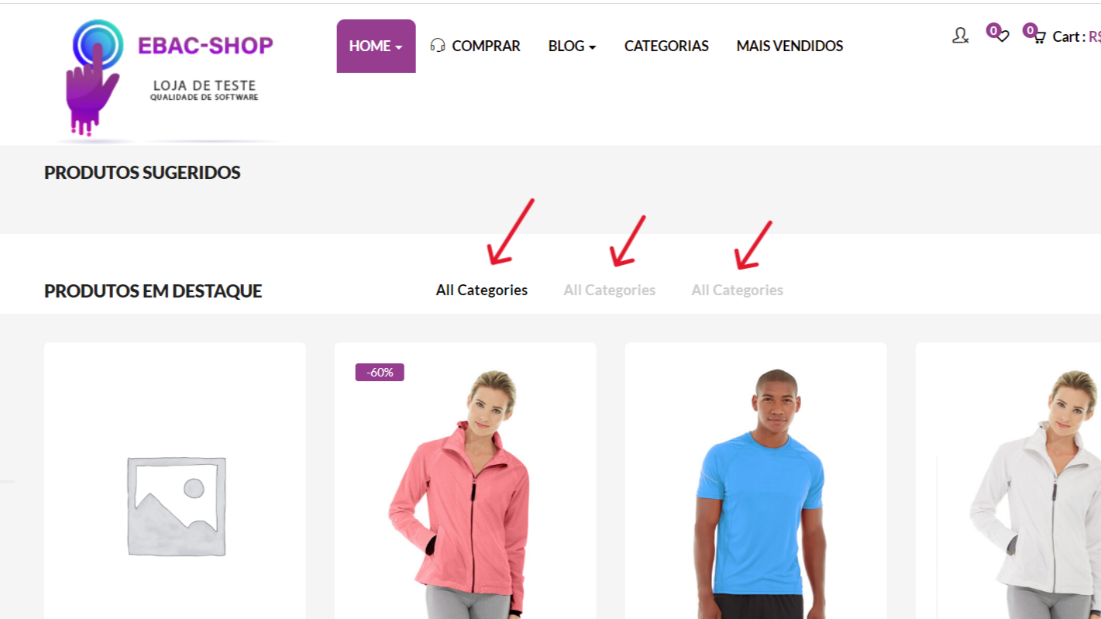 EBAC-SHOP
LOJA DE TESTE
QUALIDADE DE SOFTWARE
HOME COMPRAR BLOG CATEGORIAS MAIS VENDIDOS
0 0 Cart : R$
PRODUTOS SUGERIDOS
PRODUTOS EM DESTAQUE All Categories All Categories All Categories
-60%